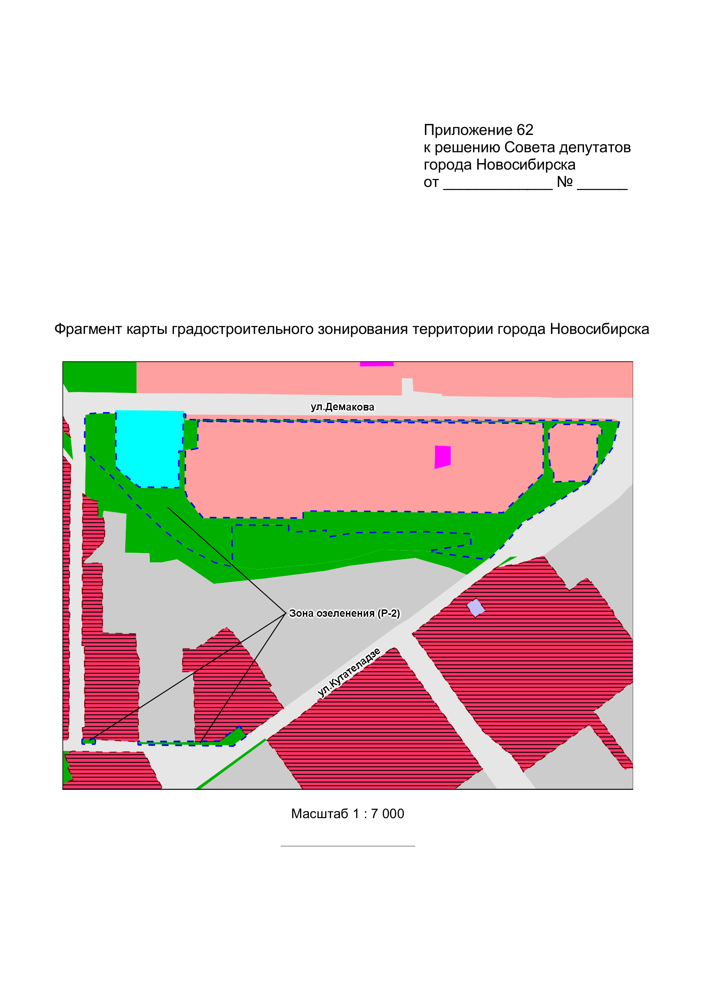 Приложение 62
к решению Совета депутатов
города Новосибирска
от _____________ № ______
Фрагмент карты градостроительного зонирования территории города Новосибирска
ул.Демакова
Зона озеленения (Р-2)
ул.Кутателадзе
Масштаб 1 : 7 000